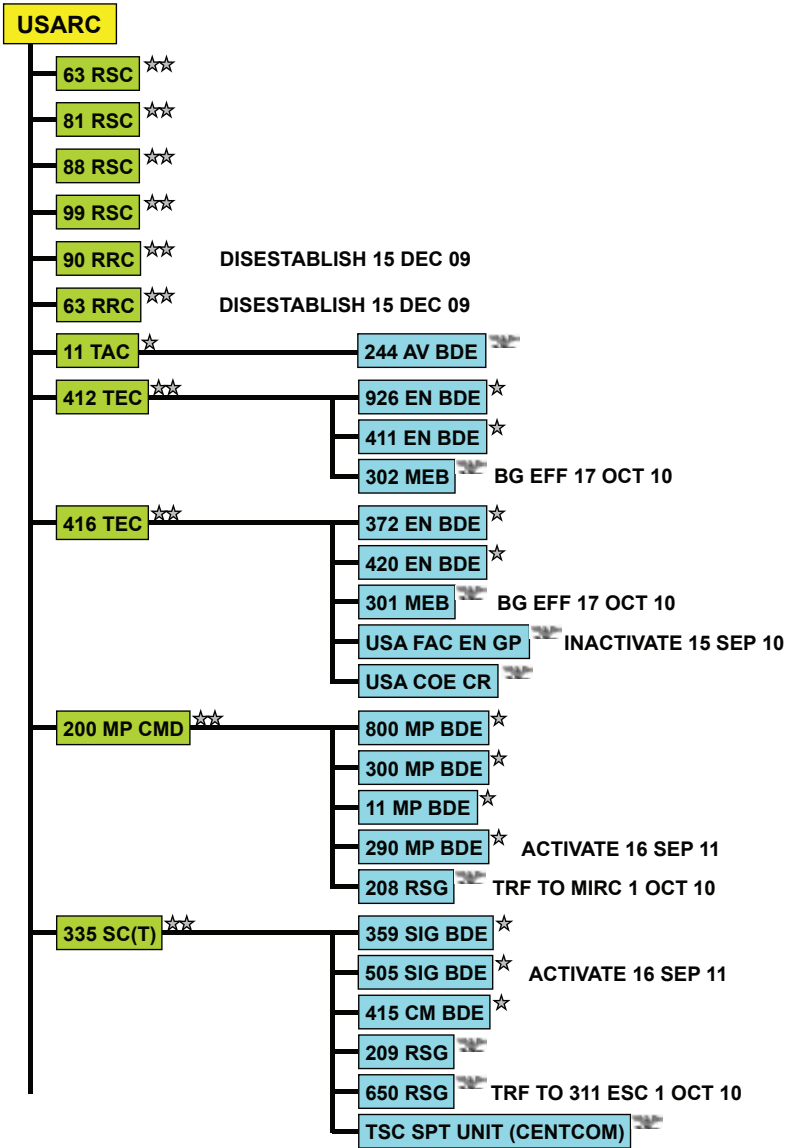 USARC
63 RSC
81 RSC
88 RSC
99 RSC
90 RRC DISESTABLISH 15 DEC 09
63 RRC DISESTABLISH 15 DEC 09
11 TAC 244 AV BDE
412 TEC 926 EN BDE
411 EN BDE
302 MEB BG EFF 17 OCT 10
416 TEC 372 EN BDE
420 EN BDE
301 MEB BG EFF 17 OCT 10
USA FAC EN GP INACTIVATE 15 SEP 10
USA COE CR
200 MP CMD 800 MP BDE
300 MP BDE
11 MP BDE
290 MP BDE ACTIVATE 16 SEP 11
208 RSG TRF TO MIRC 1 OCT 10
335 SC(T) 359 SIG BDE
505 SIG BDE ACTIVATE 16 SEP 11
415 CM BDE
209 RSG
650 RSG TRF TO 311 ESC 1 OCT 10
TSC SPT UNIT (CENTCOM)